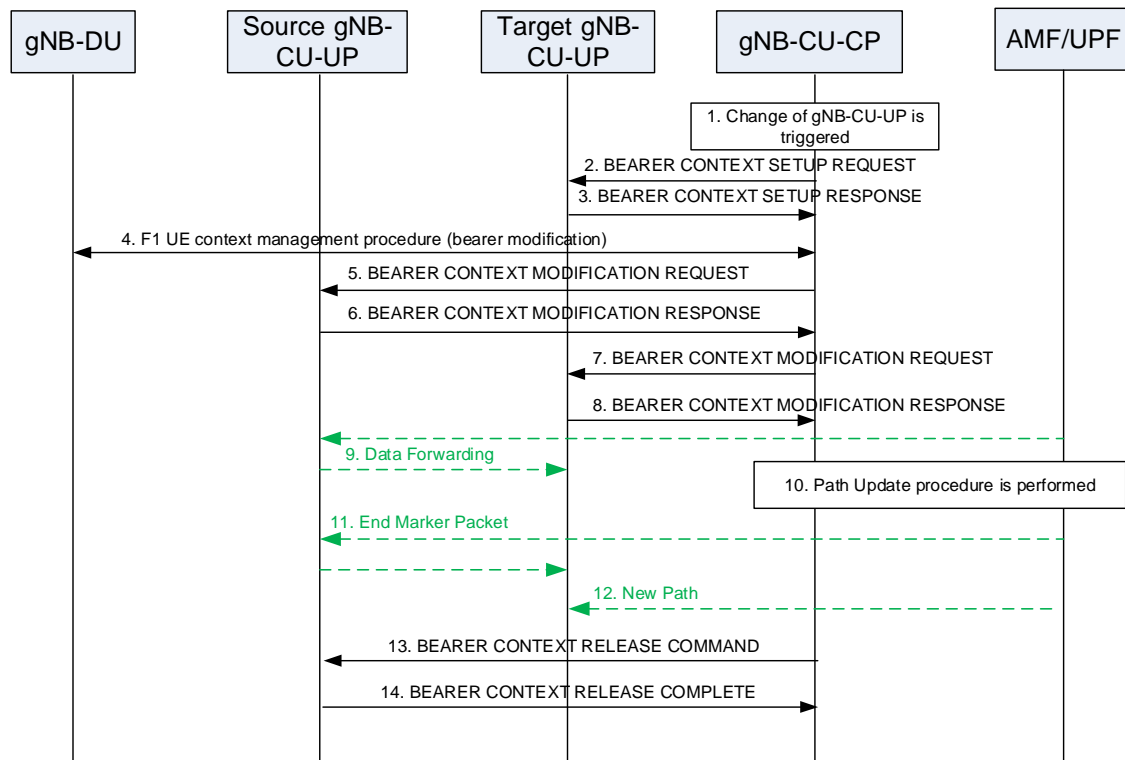 gNB-DU
Source gNB-
CU-UP
Target gNB-
CU-UP
gNB-CU-CP
AMF/UPF
1. Change of gNB-CU-UP is
triggered
2. BEARER CONTEXT SETUP REQUEST
3. BEARER CONTEXT SETUP RESPONSE
4. F1 UE context management procedure (bearer modification)
5. BEARER CONTEXT MODIFICATION REQUEST
6. BEARER CONTEXT MODIFICATION RESPONSE
7. BEARER CONTEXT MODIFICATION REQUEST
8. BEARER CONTEXT MODIFICATION RESPONSE
9. Data Forwarding
10. Path Update procedure is performed
11. End Marker Packet
12. New Path
13. BEARER CONTEXT RELEASE COMMAND
14. BEARER CONTEXT RELEASE COMPLETE